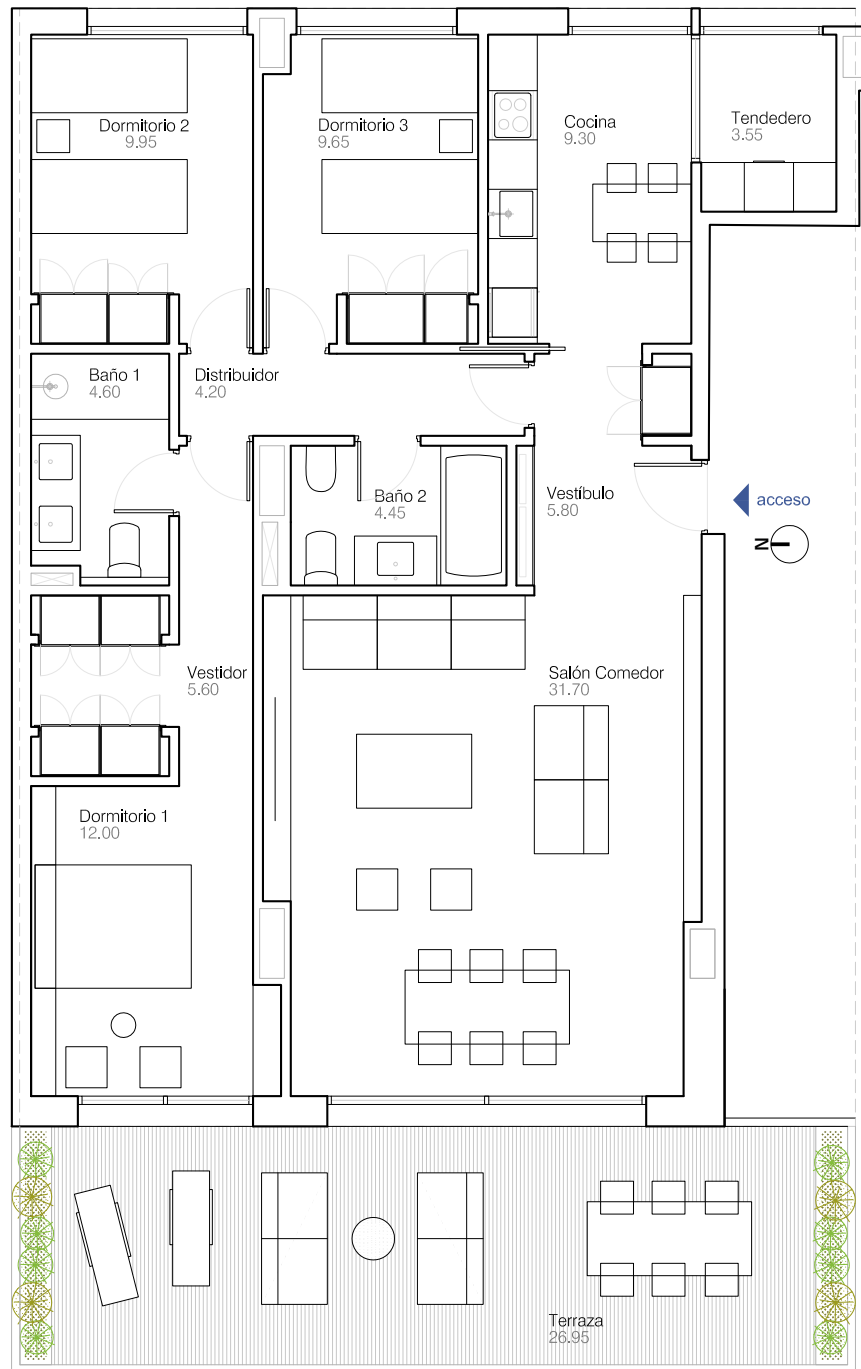 Dormitorio 2
9.95
Dormitorio 3
9.65
Cocina
9.30
Tendedero
3.55
Baño 1
4.60
Distribuidor
4.20
Baño 2
4.45
Vestíbulo
5.80
acceso
N
Vestidor
5.60
Salón Comedor
31.70
Dormitorio 1
12.00
Terraza
26.95